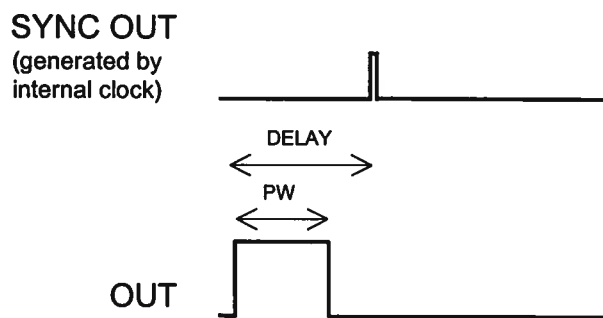 SYNC OUT
(generated by
internal clock)
DELAY
PW
OUT